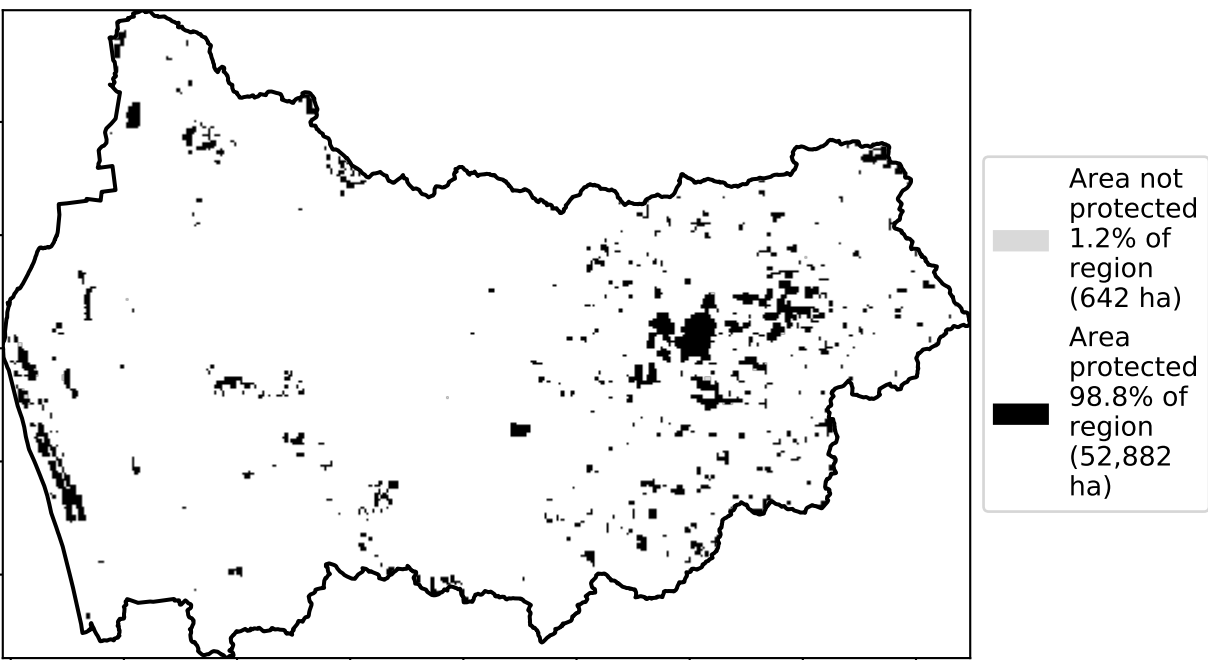 Area not
protected
1.2% of
region
(642 ha)
Area
protected
98.8% of
region
(52,882
ha)